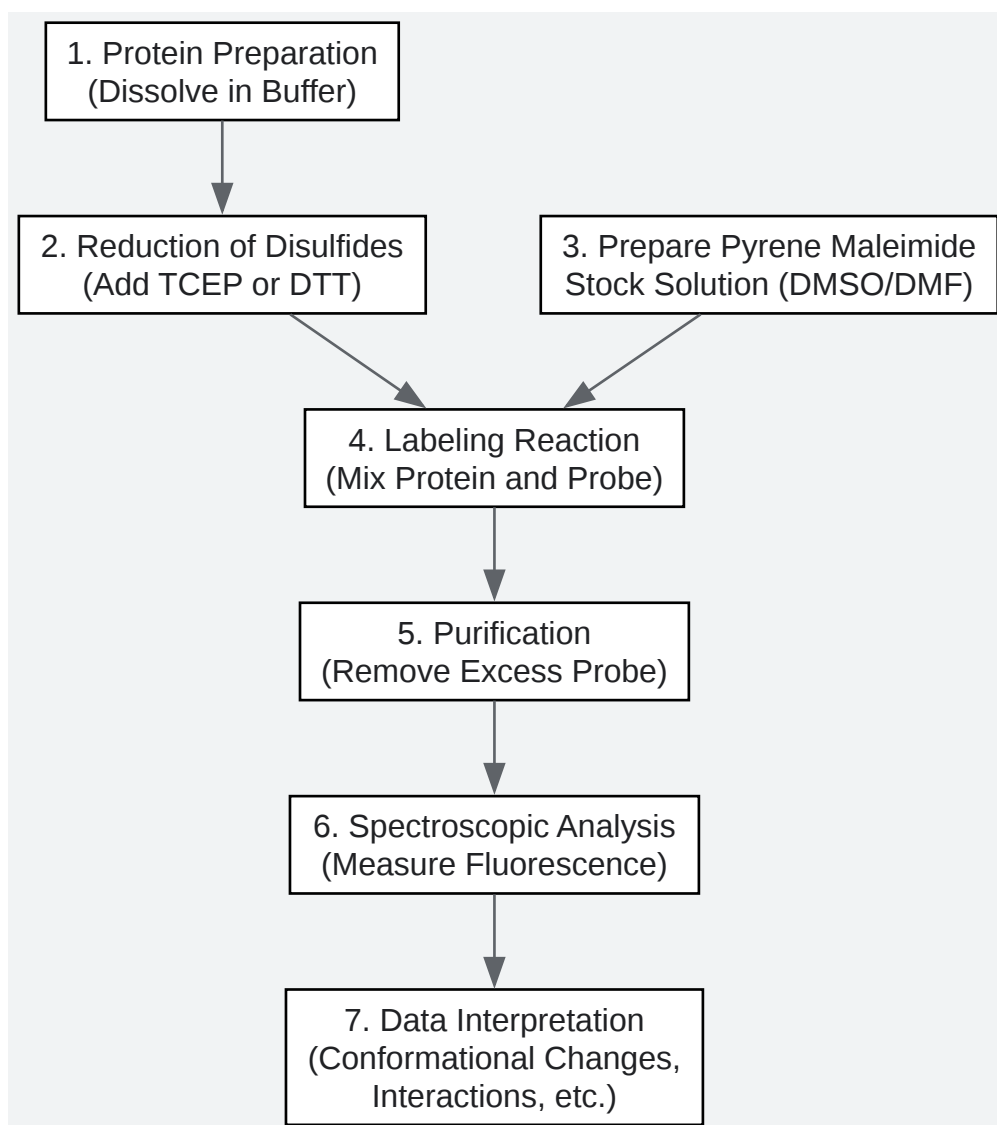 1. Protein Preparation
(Dissolve in Buffer)
2. Reduction of Disulfides
(Add TCEP or DTT)
3. Prepare Pyrene Maleimide
Stock Solution (DMSO/DMF)
4. Labeling Reaction
(Mix Protein and Probe)
5. Purification
(Remove Excess Probe)
6. Spectroscopic Analysis
(Measure Fluorescence)
7. Data Interpretation
(Conformational Changes,
Interactions, etc.)